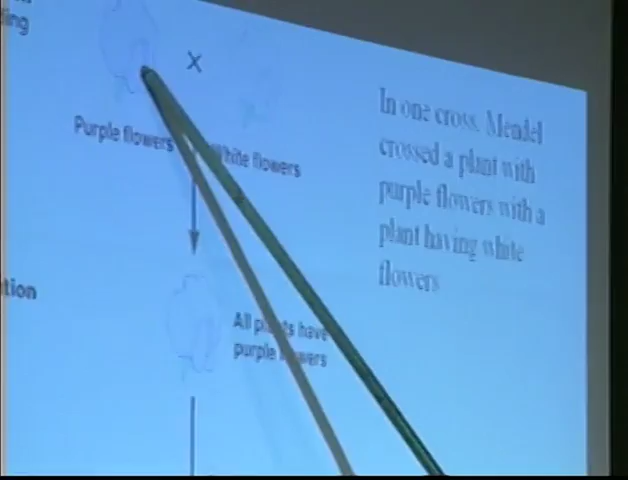 ding
X
Purple flowers
White flowers
In one cross, Mendel
crossed a plant with
purple flowers with a
plant having white
flowers
tion
All plants have
purple flowers